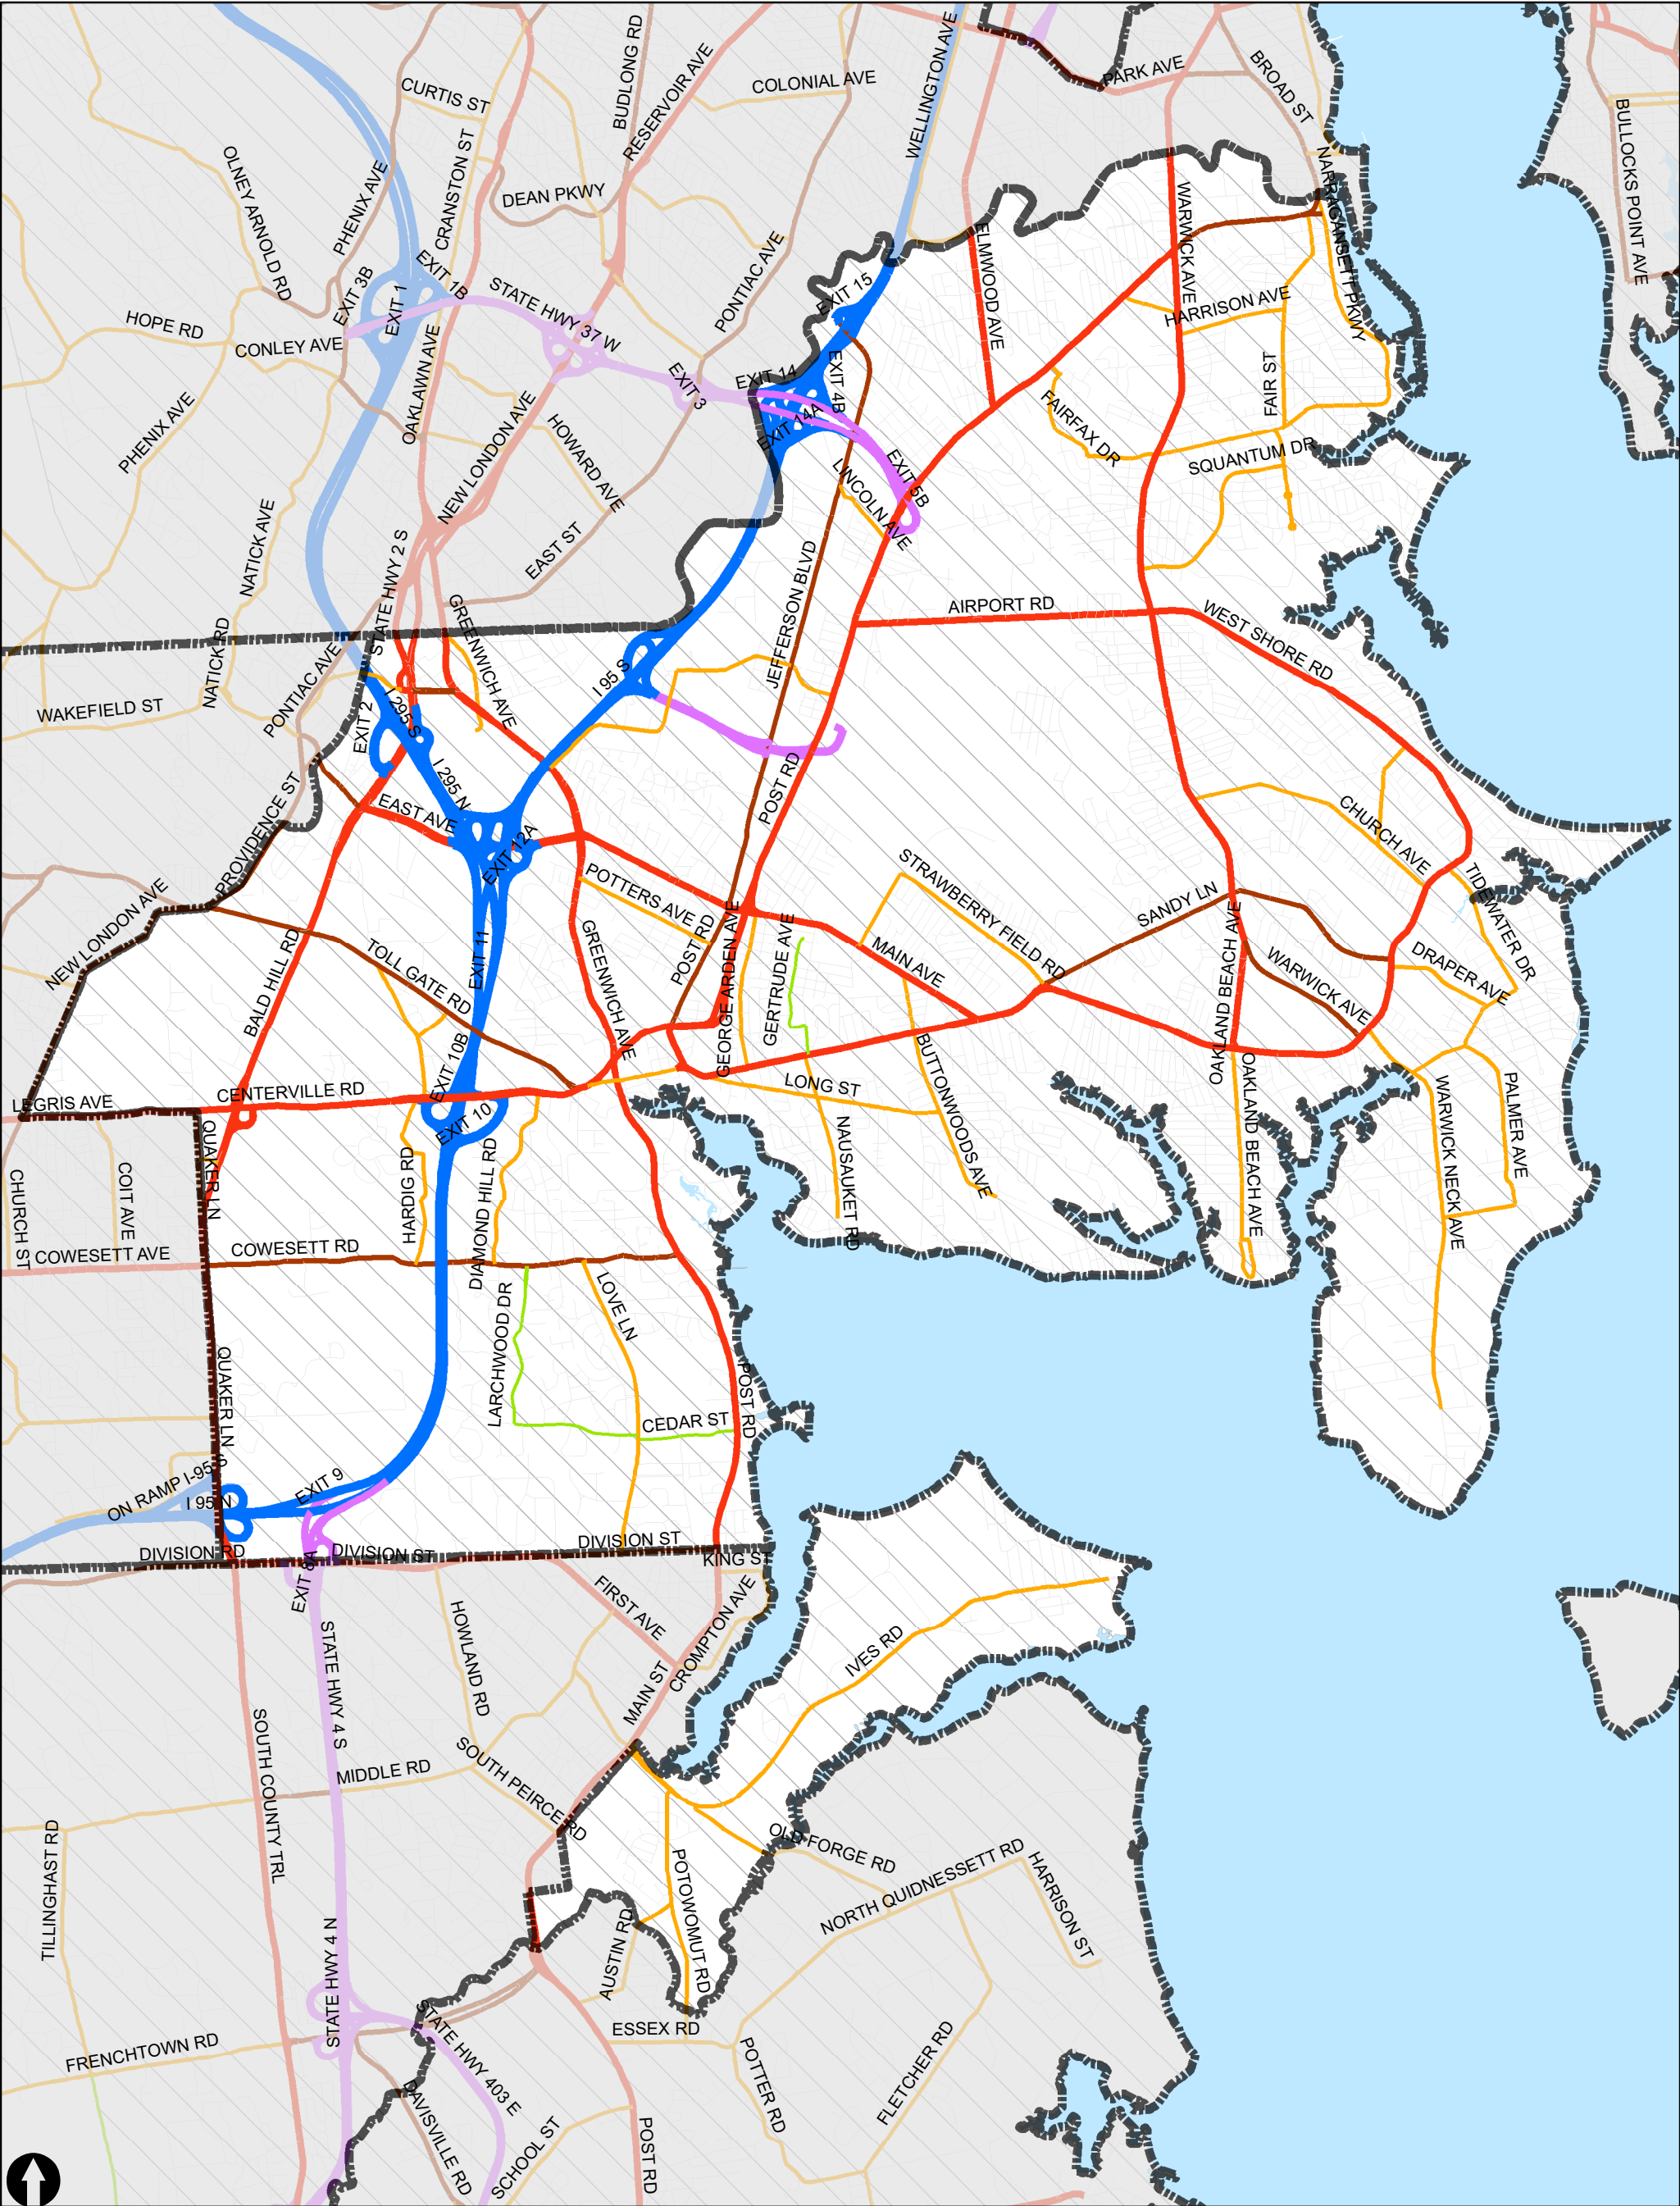 WELLINGTON AVE
BUDLONG RD
RESERVOIR AVE
COLONIAL AVE
CURTIS ST
PARK AVE
BROAD ST
BULLOCKS POINT AVE
OLNEY ARNOLD RD
PHENIX AVE
CRANSTON ST
DEAN PKWY
NARRAGANSETT PKWY
WARWICK AVE
ELMWOOD AVE
PONTIAC AVE
EXIT 3B
EXIT 1
EXIT 1B
STATE HWY 37 W
EXIT 15
HARRISON AVE
HOPE RD
CONLEY AVE
OAKLAWN AVE
EXIT 3
EXIT 14
EXIT 4B
EXIT 14A
FAIR ST
FAIRFAX DR
PHENIX AVE
NEW LONDON AVE
HOWARD AVE
SQUANTUM DR
EXIT 5B
LINCOLN AVE
NATICK AVE
EAST ST
STATE HWY 2 S
JEFFERSON BLVD
GREENWICH AVE
AIRPORT RD
WEST SHORE RD
NATICK RD
PONTIAC AVE
I 95 S
WAKEFIELD ST
I 295 S
EXIT 2
I 295 N
POST RD
PROVIDENCE ST
EAST AVE
EXIT 12A
CHURCH AVE
STRAWBERRY FIELD RD
POTTERS AVE
NEW LONDON AVE
TIDEWATER DR
SANDY LN
POST RD
GEORGE ARDEN AVE
GERTRUDE AVE
MAIN AVE
OAKLAND BEACH AVE
WARWICK AVE
DRAPER AVE
BALD HILL RD
TOLL GATE RD
EXIT 11
GREENWICH AVE
EXIT 10B
CENTERVILLE RD
LEGRIS AVE
EXIT 10
LONG ST
BUTTONWOODS AVE
OAKLAND BEACH AVE
WARWICK NECK AVE
PALMER AVE
QUAKER LN
NAUSAUKET RD
CHURCH ST
COIT AVE
HARDIG RD
DIAMOND HILL RD
COWESETT AVE
COWESETT RD
LOVE LN
LARCHWOOD DR
QUAKER LN
CEDAR ST
POST RD
ON RAMP I-95 S
I 95 N
EXIT 9
DIVISION RD
DIVISION ST
DIVISION ST
KING ST
EXIT 8A
FIRST AVE
CROMPTON AVE
HOWLAND RD
STATE HWY 4 S
IVES RD
MAIN ST
SOUTH COUNTY TRL
MIDDLE RD
SOUTH PEIRCE RD
TILLINGHAST RD
OLD FORGE RD
POTOWOMUT RD
NORTH QUIDNESSETT RD
HARRISON ST
AUSTIN RD
STATE HWY 4 N
ESSEX RD
FRENCHTOWN RD
STATE HWY 403 E
POTTER RD
FLETCHER RD
DAVISVILLE RD
SCHOOL ST
POST RD